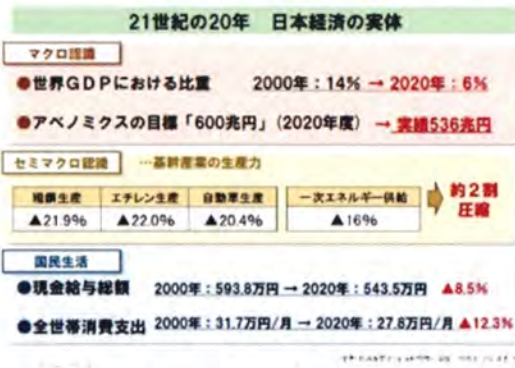 21世紀の20年 日本経済の実体
マクロ認識
●世界GDPにおける比重 2000年:14% → 2020年:6%
●アベノミクスの目標「600兆円」(2020年度) → 実績536兆円
セミマクロ認識 …基幹産業の生産力
粗鋼生産 エチレン生産 自動車生産 一次エネルギー供給 約2割
▲21.9% ▲22.0% ▲20.4% ▲16% 圧縮
国民生活
●現金給与総額 2000年:593.8万円 → 2020年:543.5万円 ▲8.5%
●全世帯消費支出 2000年:31.7万円/月 → 2020年:27.8万円/月 ▲12.3%